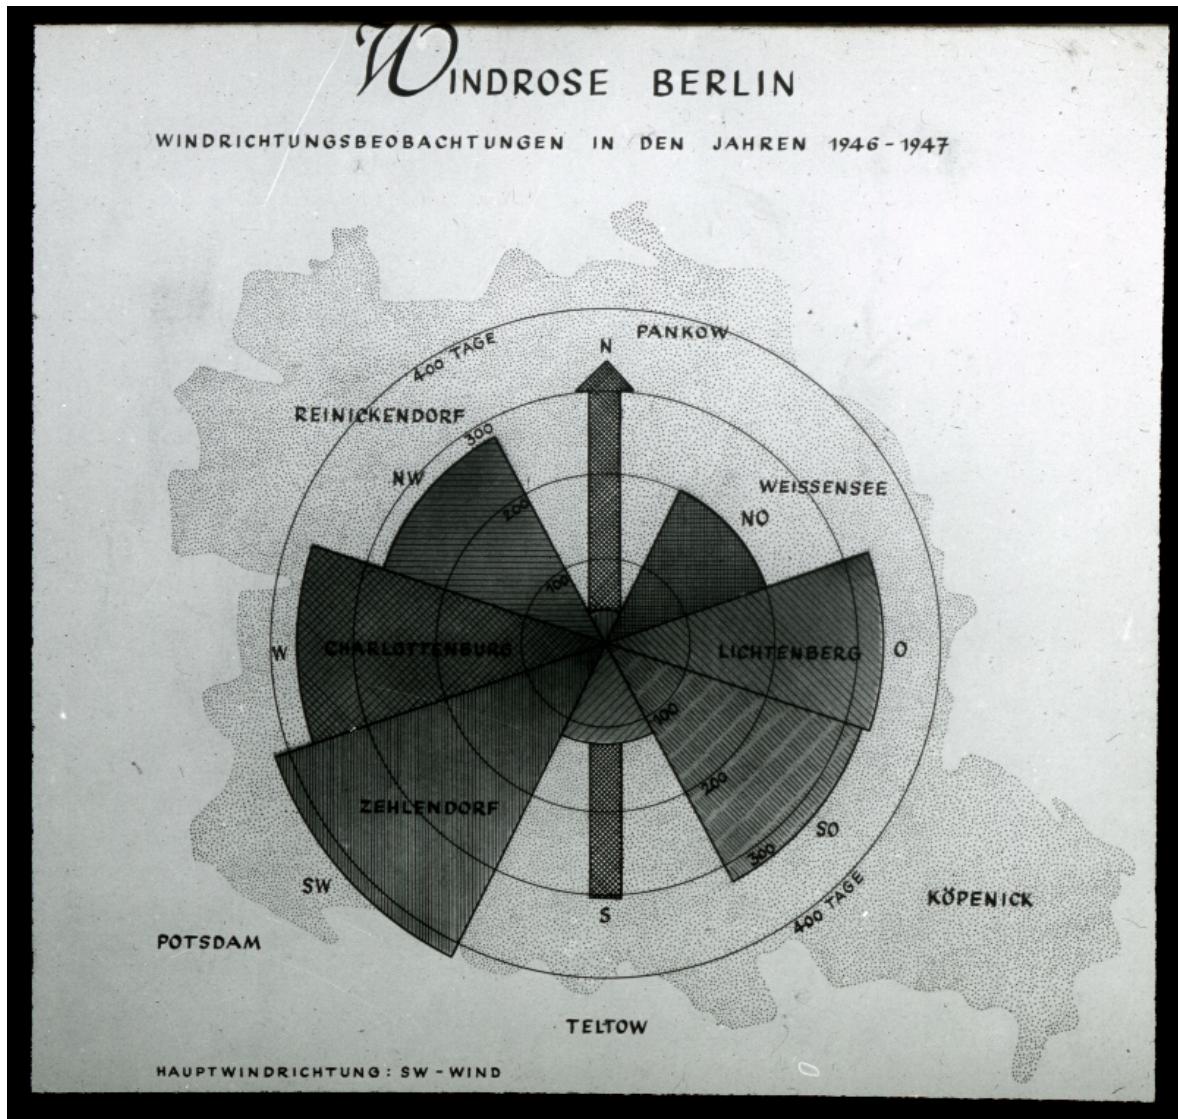 WINDROSE BERLIN
WINDRICHTUNGSBEOBACHTUNGEN IN DEN JAHREN 1946-1947
PANKOW
N
400 TAGE
REINICKENDORF
300
NW
WEISSENSEE
200
NO
100
W
CHARLOTTENBURG
LICHTENBERG
O
100
200
ZEHLENDORF
SO
300
SW
400 TAGE
KÖPENICK
S
POTSDAM
TELTOW
HAUPTWINDRICHTUNG: SW-WIND